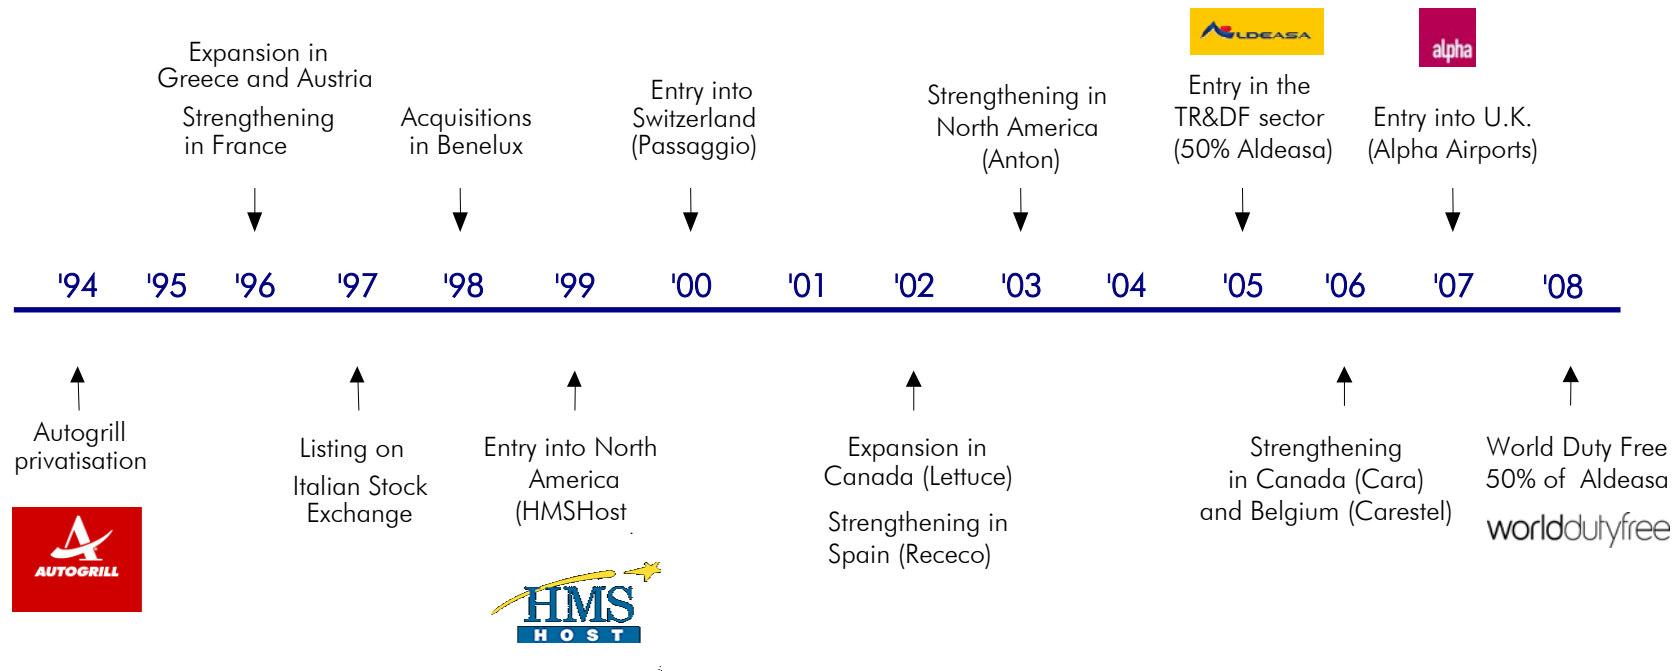 ALDEASA
alpha
Expansion in
Greece and Austria
Strengthening
in France
Acquisitions
in Benelux
Entry into
Switzerland
(Passaggio)
Strengthening in
North America
(Anton)
Entry in the
TR&DF sector
(50% Aldeasa)
Entry into U.K.
(Alpha Airports)
'94 '95 '96 '97 '98 '99 '00 '01 '02 '03 '04 '05 '06 '07 '08
Autogrill
privatisation
AUTOGRILL
Listing on
Italian Stock
Exchange
Entry into North
America
(HMSHost
HMS
HOST
Expansion in
Canada (Lettuce)
Strengthening in
Spain (Receco)
Strengthening
in Canada (Cara)
and Belgium (Carestel)
World Duty Free
50% of Aldeasa
worlddutyfree